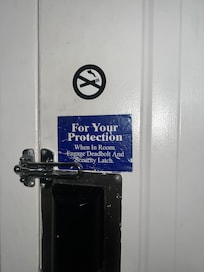 For Your
Protection
When In Room
Engage Deadbolt And
Security Latch.